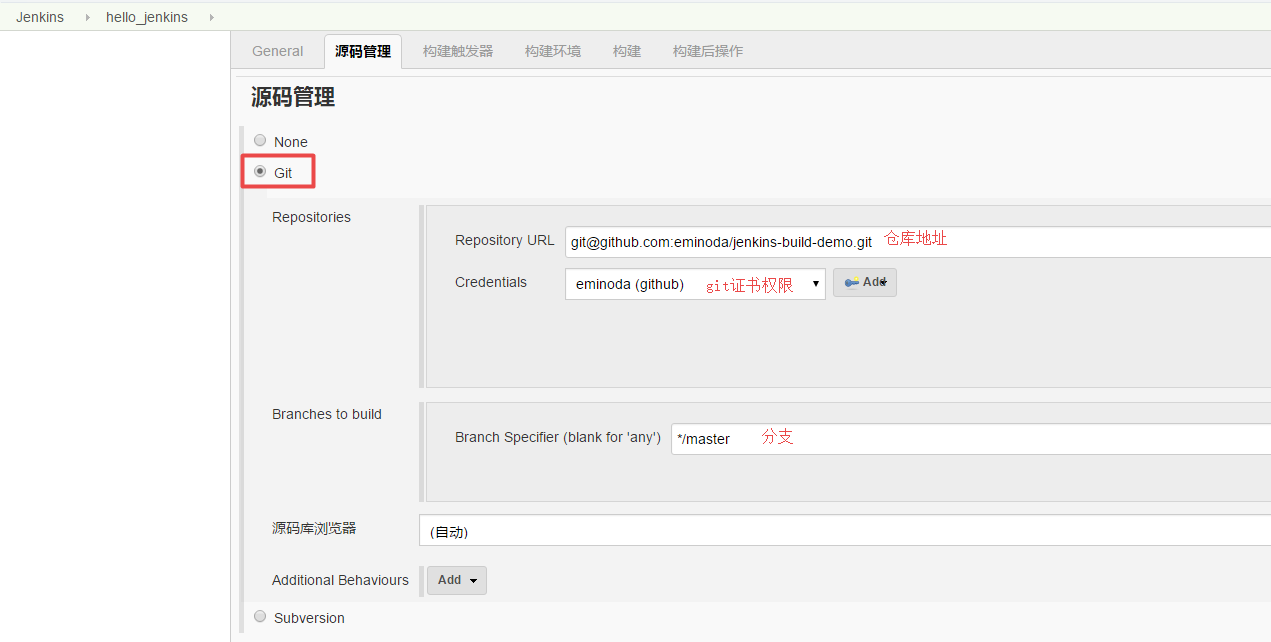 Jenkins hello_jenkins
General 源码管理 构建触发器 构建环境 构建 构建后操作
源码管理
None
Git
Repositories
Repository URL git@github.com:eminoda/jenkins-build-demo.git 仓库地址
Credentials eminoda (github) git证书权限 Add
Branches to build
Branch Specifier (blank for 'any') */master 分支
源码库浏览器 (自动)
Additional Behaviours Add
Subversion